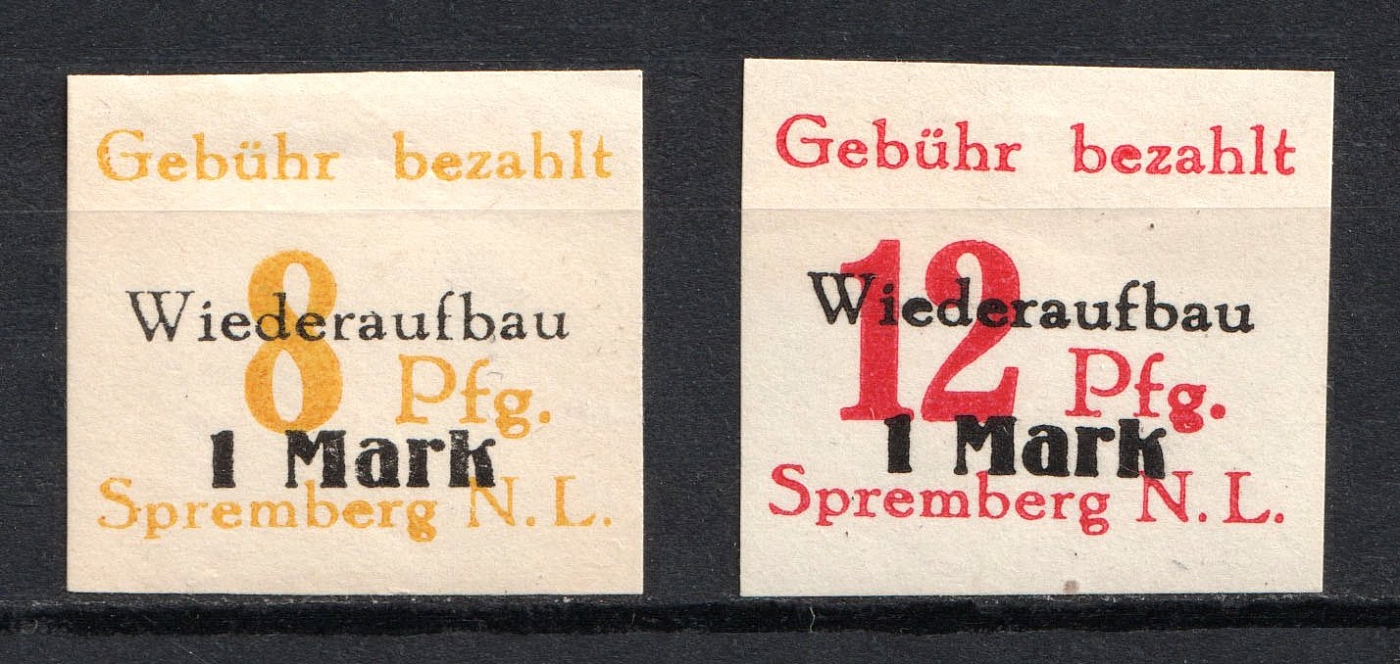 Gebühr bezahlt
8 Pfg.
Wiederaufbau
1 Mark
Spremberg N. L.
Gebühr bezahlt
12 Pfg.
Wiederaufbau
1 Mark
Spremberg N. L.